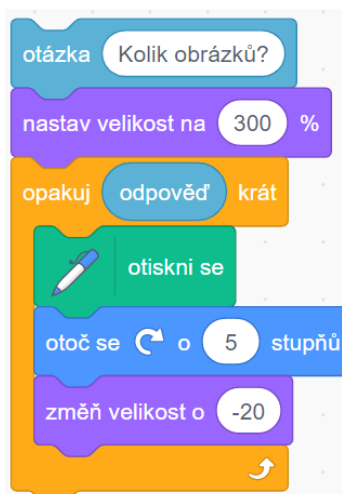 otázka Kolik obrázků?
nastav velikost na 300 %
opakuj odpověď krát
otiskni se
otoč se o 5 stupňů
změň velikost o -20